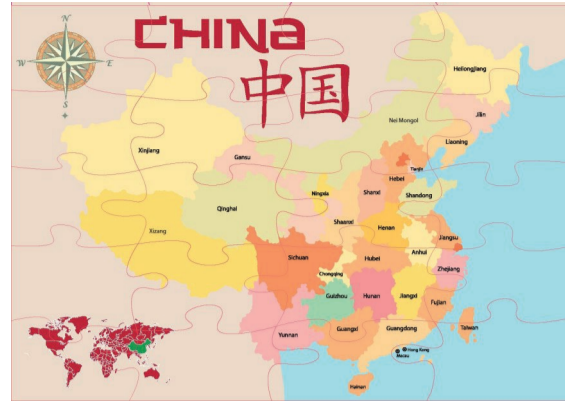 CHINA
中国
N
W
E
S
Heilongjiang
Jilin
Nei Mongol
Liaoning
Xinjiang
Gansu
Tianjin
Hebei
Shanxi
Ningxia
Shandong
Qinghai
Shaanxi
Henan
Jiangsu
Xizang
Anhui
Sichuan
Hubei
Zhejiang
Chongqing
Guizhou
Hunan
Jiangxi
Fujian
Yunnan
Guangxi
Guangdong
Taiwan
Hong Kong
Macau
Hainan